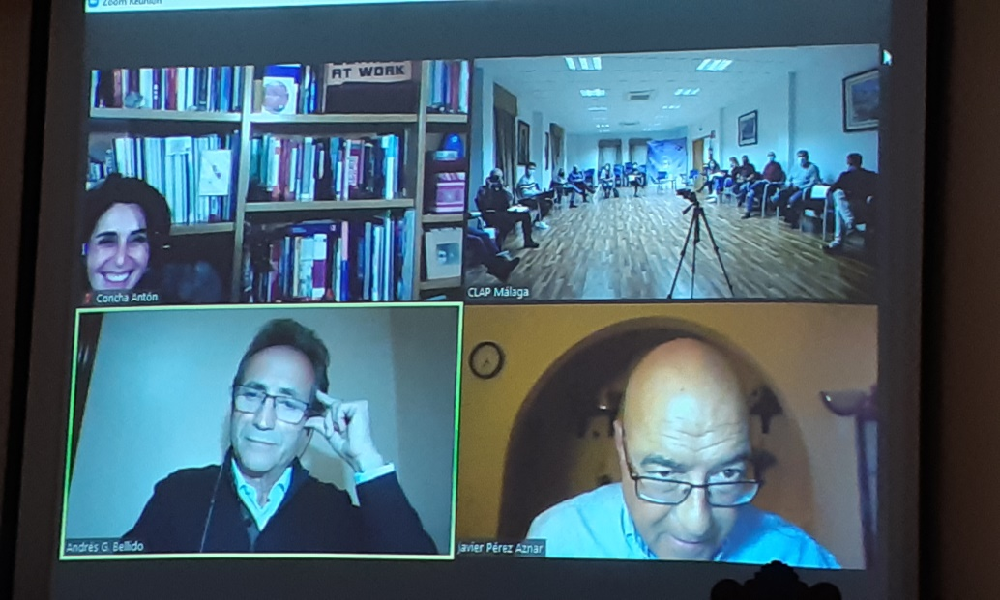 Zoom Reunión
AT WORK
Concha Antón
CLAP Málaga
Andrés G. Bellido
Javier Pérez Aznar